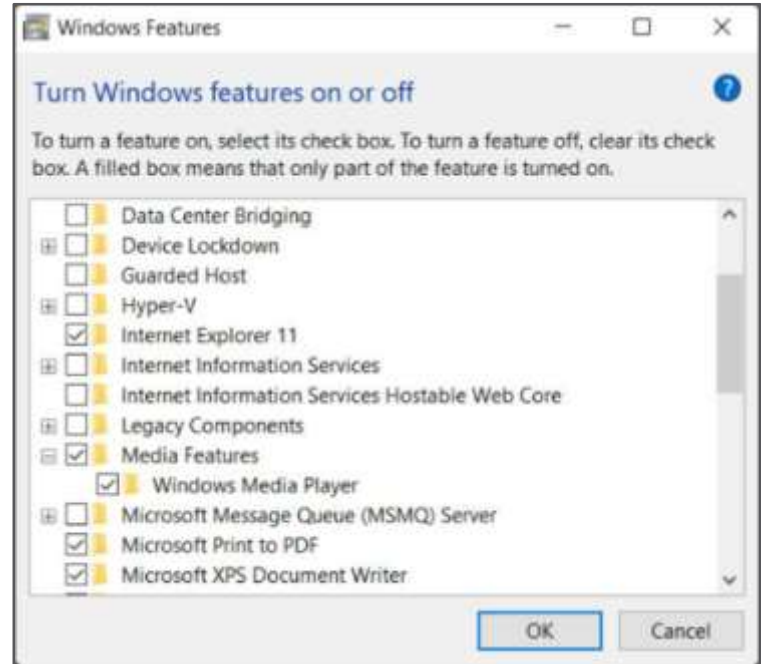 Windows Features
Turn Windows features on or off
To turn a feature on, select its check box. To turn a feature off, clear its check
box. A filled box means that only part of the feature is turned on.
Data Center Bridging
Device Lockdown
Guarded Host
Hyper-V
Internet Explorer 11
Internet Information Services
Internet Information Services Hostable Web Core
Legacy Components
Media Features
Windows Media Player
Microsoft Message Queue (MSMQ) Server
Microsoft Print to PDF
Microsoft XPS Document Writer
OK Cancel